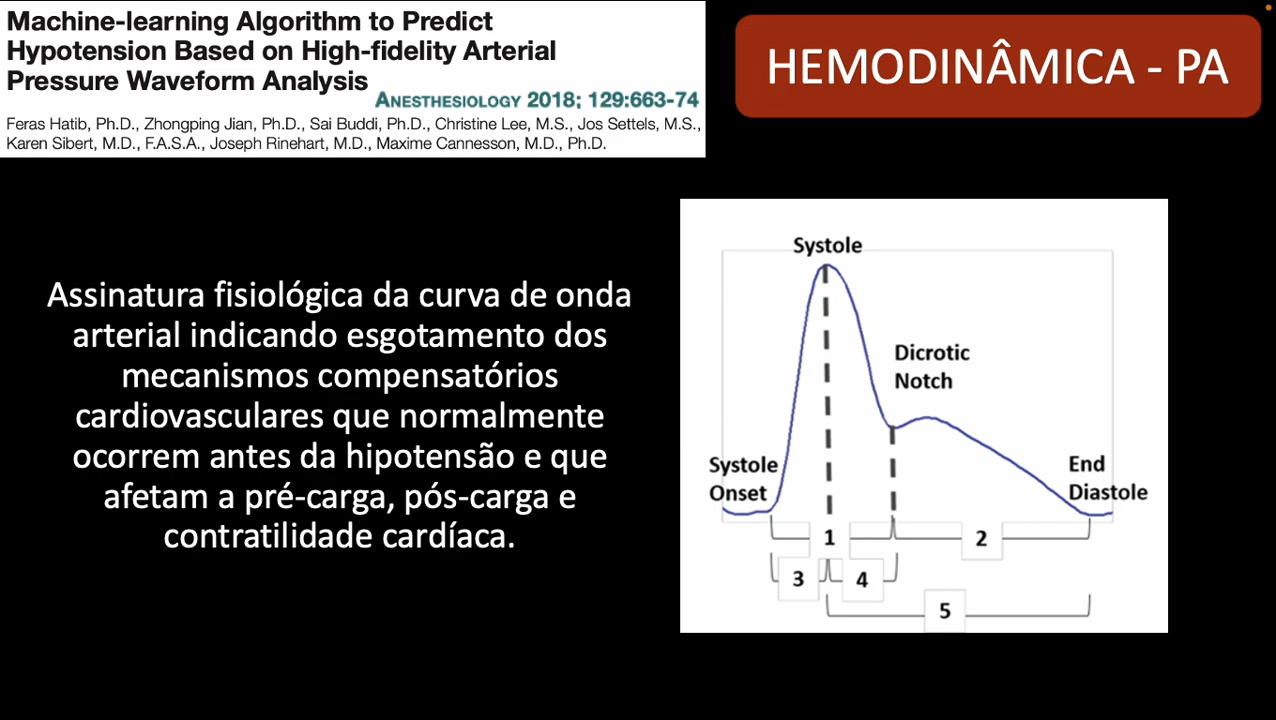 Machine-learning Algorithm to Predict
Hypotension Based on High-fidelity Arterial
Pressure Waveform Analysis
ANESTHESIOLOGY 2018; 129:663-74
Feras Hatib, Ph.D., Zhongping Jian, Ph.D., Sai Buddi, Ph.D., Christine Lee, M.S., Jos Settels, M.S.,
Karen Sibert, M.D., F.A.S.A., Joseph Rinehart, M.D., Maxime Cannesson, M.D., Ph.D.
HEMODINÂMICA - PA
Assinatura fisiológica da curva de onda
arterial indicando esgotamento dos
mecanismos compensatórios
cardiovasculares que normalmente
ocorrem antes da hipotensão e que
afetam a pré-carga, pós-carga e
contratilidade cardíaca.
Systole
Dicrotic
Notch
Systole
Onset
End
Diastole
1
2
3
4
5